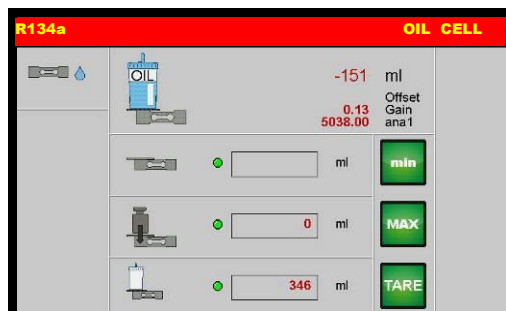 R134a OIL CELL
OIL
-151 ml
Offset
0.13 Gain
5038.00 ana1
ml min
0 ml MAX
346 ml TARE